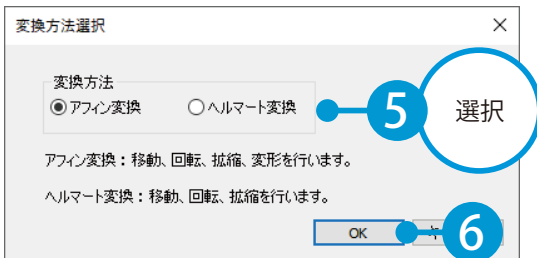 変換方法選択
変換方法
アフィン変換 ヘルマート変換
5 選択
アフィン変換：移動、回転、拡縮、変形を行います。
ヘルマート変換：移動、回転、拡縮を行います。
OK
6